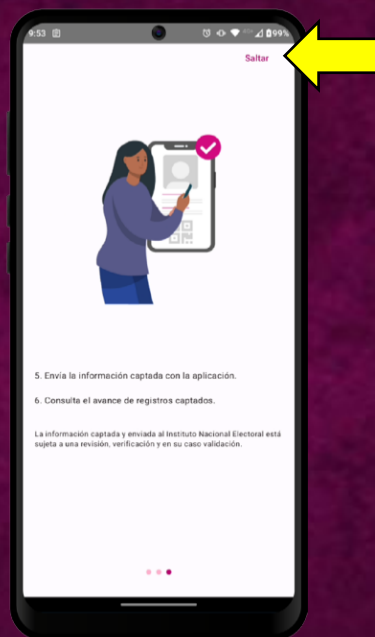 9:53 99%
Saltar
5. Envía la información captada con la aplicación.
6. Consulta el avance de registros captados.
La información captada y enviada al Instituto Nacional Electoral está
sujeta a una revisión, verificación y en su caso validación.